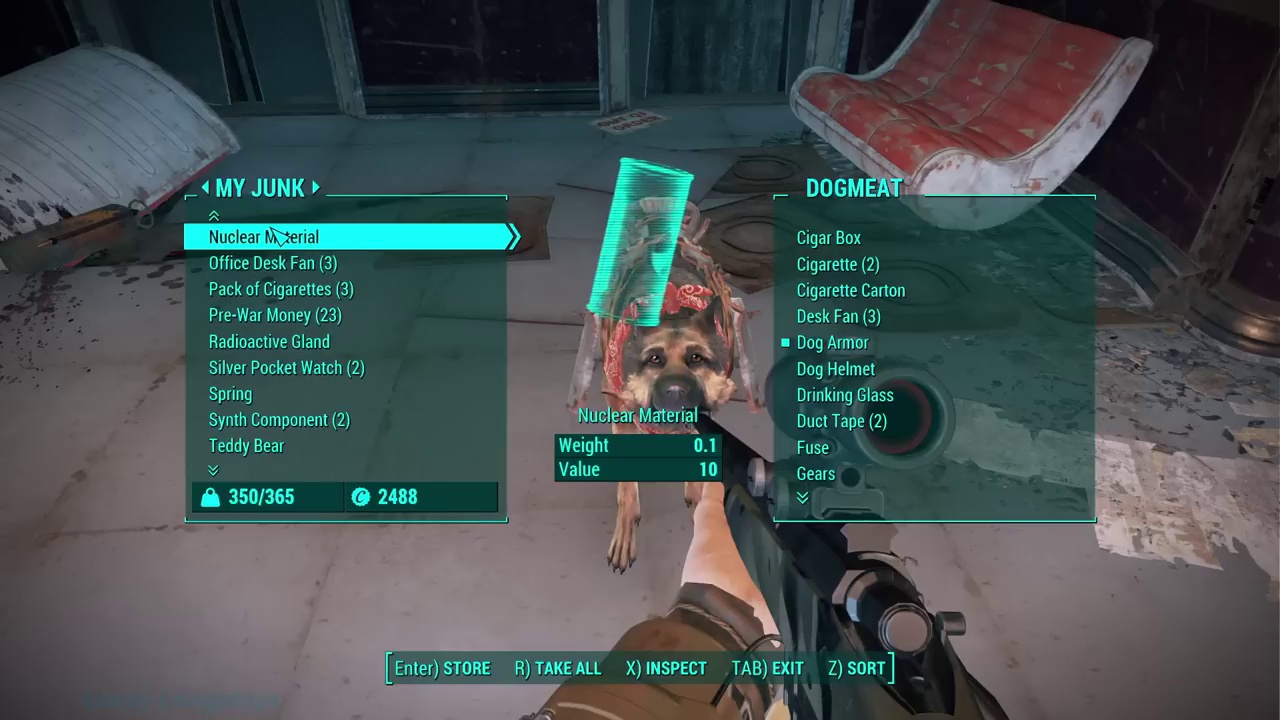 MY JUNK
Nuclear Material
Office Desk Fan (3)
Pack of Cigarettes (3)
Pre-War Money (23)
Radioactive Gland
Silver Pocket Watch (2)
Spring
Synth Component (2)
Teddy Bear
350/365
2488
Nuclear Material
Weight 0.1
Value 10
DOGMEAT
Cigar Box
Cigarette (2)
Cigarette Carton
Desk Fan (3)
Dog Armor
Dog Helmet
Drinking Glass
Duct Tape (2)
Fuse
Gears
Enter) STORE R) TAKE ALL X) INSPECT TAB) EXIT Z) SORT